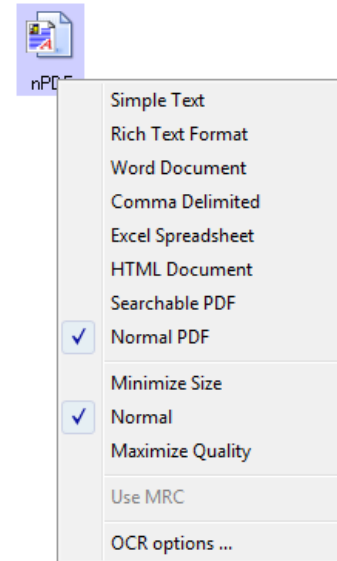 nPDF
Simple Text
Rich Text Format
Word Document
Comma Delimited
Excel Spreadsheet
HTML Document
Searchable PDF
Normal PDF
Minimize Size
Normal
Maximize Quality
Use MRC
OCR options ...